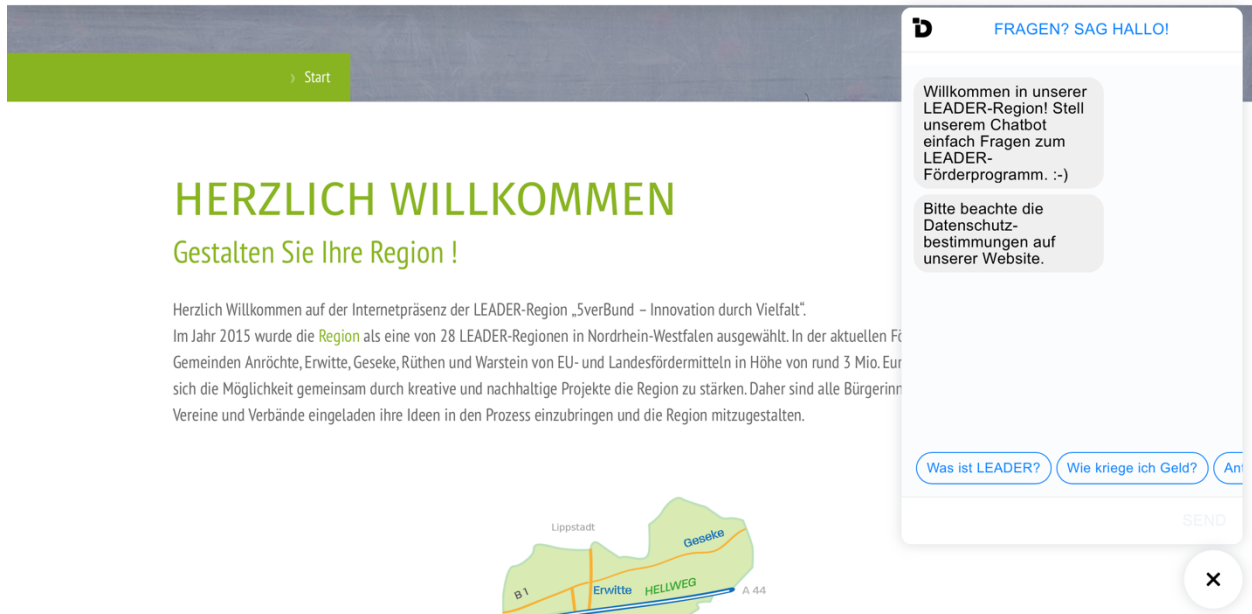 › Start
HERZLICH WILLKOMMEN
Gestalten Sie Ihre Region !
Herzlich Willkommen auf der Internetpräsenz der LEADER-Region „5verBund – Innovation durch Vielfalt“.
Im Jahr 2015 wurde die Region als eine von 28 LEADER-Regionen in Nordrhein-Westfalen ausgewählt. In der aktuellen
Gemeinden Anröchte, Erwitte, Geseke, Rüthen und Warstein von EU- und Landesfördermitteln in Höhe von rund 3 Mio.
sich die Möglichkeit gemeinsam durch kreative und nachhaltige Projekte die Region zu stärken. Daher sind alle
Vereine und Verbände eingeladen ihre Ideen in den Prozess einzubringen und die Region mitzugestalten.
Lippstadt
Geseke
B 1
Erwitte
HELLWEG
A 44
FRAGEN? SAG HALLO!
Willkommen in unserer
LEADER-Region! Stell
unserem Chatbot
einfach Fragen zum
LEADER-
Förderprogramm. :-)
Bitte beachte die
Datenschutz-
bestimmungen auf
unserer Website.
Was ist LEADER?
Wie kriege ich Geld?
SEND